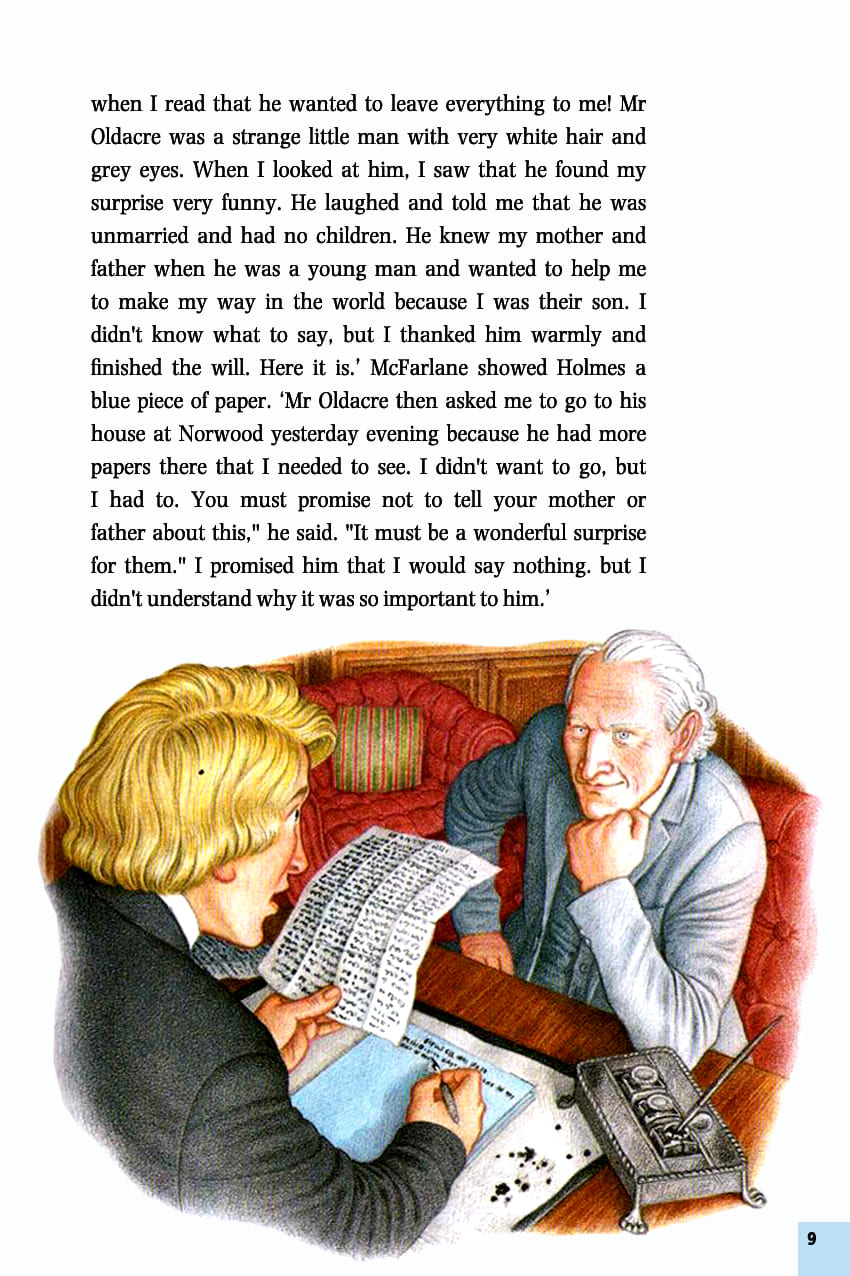 when I read that he wanted to leave everything to me! Mr
Oldacre was a strange little man with very white hair and
grey eyes. When I looked at him, I saw that he found my
surprise very funny. He laughed and told me that he was
unmarried and had no children. He knew my mother and
father when he was a young man and wanted to help me
to make my way in the world because I was their son. I
didn't know what to say, but I thanked him warmly and
finished the will. Here it is.’ McFarlane showed Holmes a
blue piece of paper. ‘Mr Oldacre then asked me to go to his
house at Norwood yesterday evening because he had more
papers there that I needed to see. I didn't want to go, but
I had to. You must promise not to tell your mother or
father about this," he said. "It must be a wonderful surprise
for them." I promised him that I would say nothing. but I
didn't understand why it was so important to him.’
9